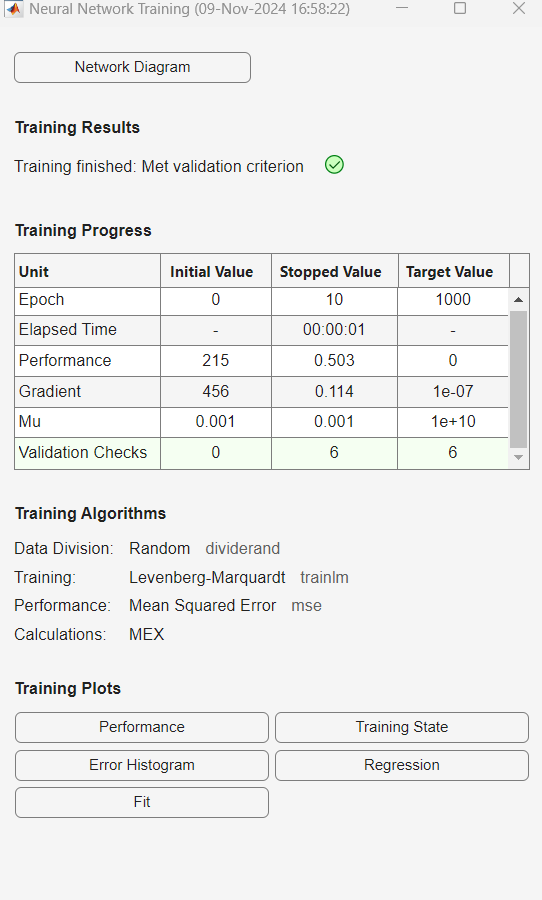 Neural Network Training (09-Nov-2024 16:58:22)
Network Diagram
Training Results
Training finished: Met validation criterion
Training Progress
Unit Initial Value Stopped Value Target Value
Epoch 0 10 1000
Elapsed Time - 00:00:01 -
Performance 215 0.503 0
Gradient 456 0.114 1e-07
Mu 0.001 0.001 1e+10
Validation Checks 0 6 6
Training Algorithms
Data Division: Random dividerand
Training: Levenberg-Marquardt trainlm
Performance: Mean Squared Error mse
Calculations: MEX
Training Plots
Performance Training State
Error Histogram Regression
Fit